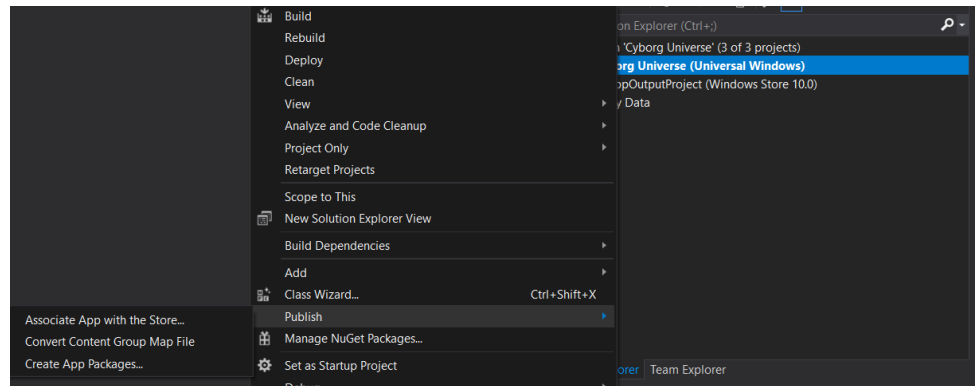 Build
Rebuild
Deploy
Clean
View
Analyze and Code Cleanup
Project Only
Retarget Projects
Scope to This
New Solution Explorer View
Build Dependencies
Add
Class Wizard... Ctrl+Shift+X
Publish
Manage NuGet Packages...
Set as Startup Project
Associate App with the Store...
Convert Content Group Map File
Create App Packages...
on Explorer (Ctrl+;)
'Cyborg Universe' (3 of 3 projects)
org Universe (Universal Windows)
ppOutputProject (Windows Store 10.0)
y Data
orer Team Explorer